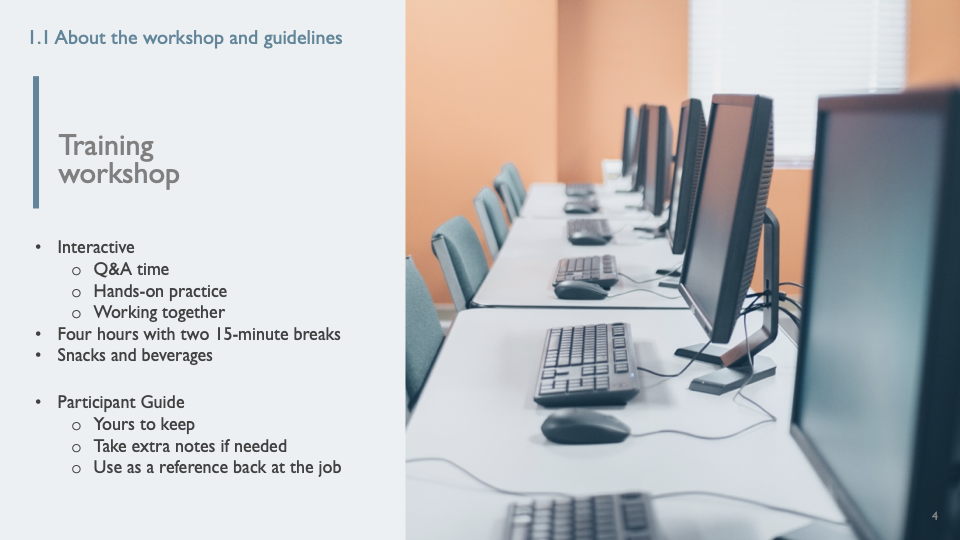 1.1 About the workshop and guidelines
Training
workshop
• Interactive
o Q&A time
o Hands-on practice
o Working together
• Four hours with two 15-minute breaks
• Snacks and beverages
• Participant Guide
o Yours to keep
o Take extra notes if needed
o Use as a reference back at the job
4